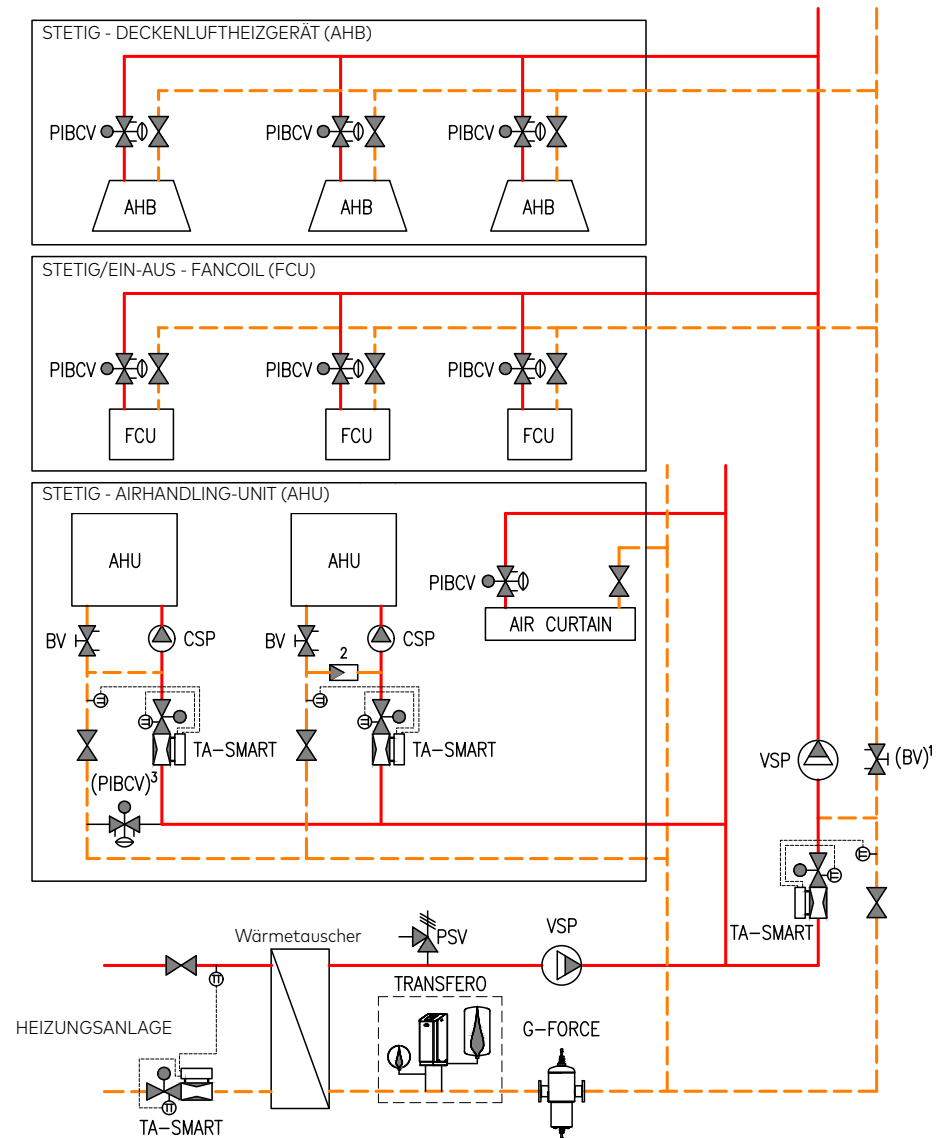 STETIG - DECKENLUFTHEIZGERÄT (AHB)
PIBCV
PIBCV
PIBCV
AHB
AHB
AHB
STETIG/EIN-AUS - FANCOIL (FCU)
PIBCV
PIBCV
PIBCV
FCU
FCU
FCU
STETIG - AIRHANDLING-UNIT (AHU)
AHU
AHU
PIBCV
AIR CURTAIN
BV
CSP
BV
2
CSP
TA-SMART
TA-SMART
(PIBCV)³
VSP
(BV)¹
TA-SMART
Wärmetauscher
PSV
VSP
TRANSFERO
HEIZUNGSANLAGE
G-FORCE
TA-SMART